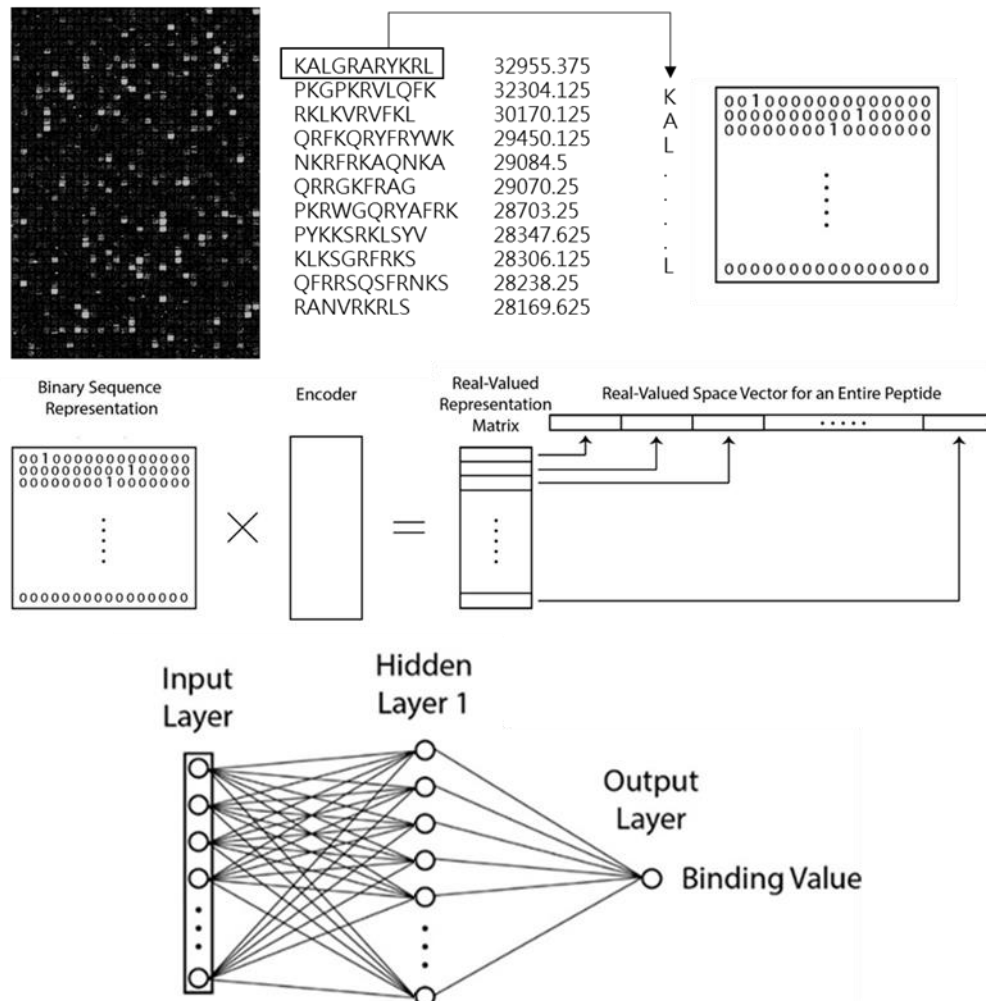 KALGRARYKRL 32955.375
PKGPKRVLQFK 32304.125
RKLKVRVFKL 30170.125
QRFKQRYFRYWK 29450.125
NKRFRKAQNKA 29084.5
QRRGKFRAG 29070.25
PKRWGQRYAFRK 28703.25
PYKKSRKLSYV 28347.625
KLKSGRFRKS 28306.125
QFRRSQSFRNKS 28238.25
RANVRKRLS 28169.625
K
A
L
.
.
.
.
L
0010000000000000
0000000000100000
0000000010000000
0000000000000000
Binary Sequence
Representation
Encoder
Real-Valued
Representation
Matrix
Real-Valued Space Vector for an Entire Peptide
0010000000000000
0000000000100000
0000000010000000
0000000000000000
×
=
Input
Layer
Hidden
Layer 1
Output
Layer
Binding Value